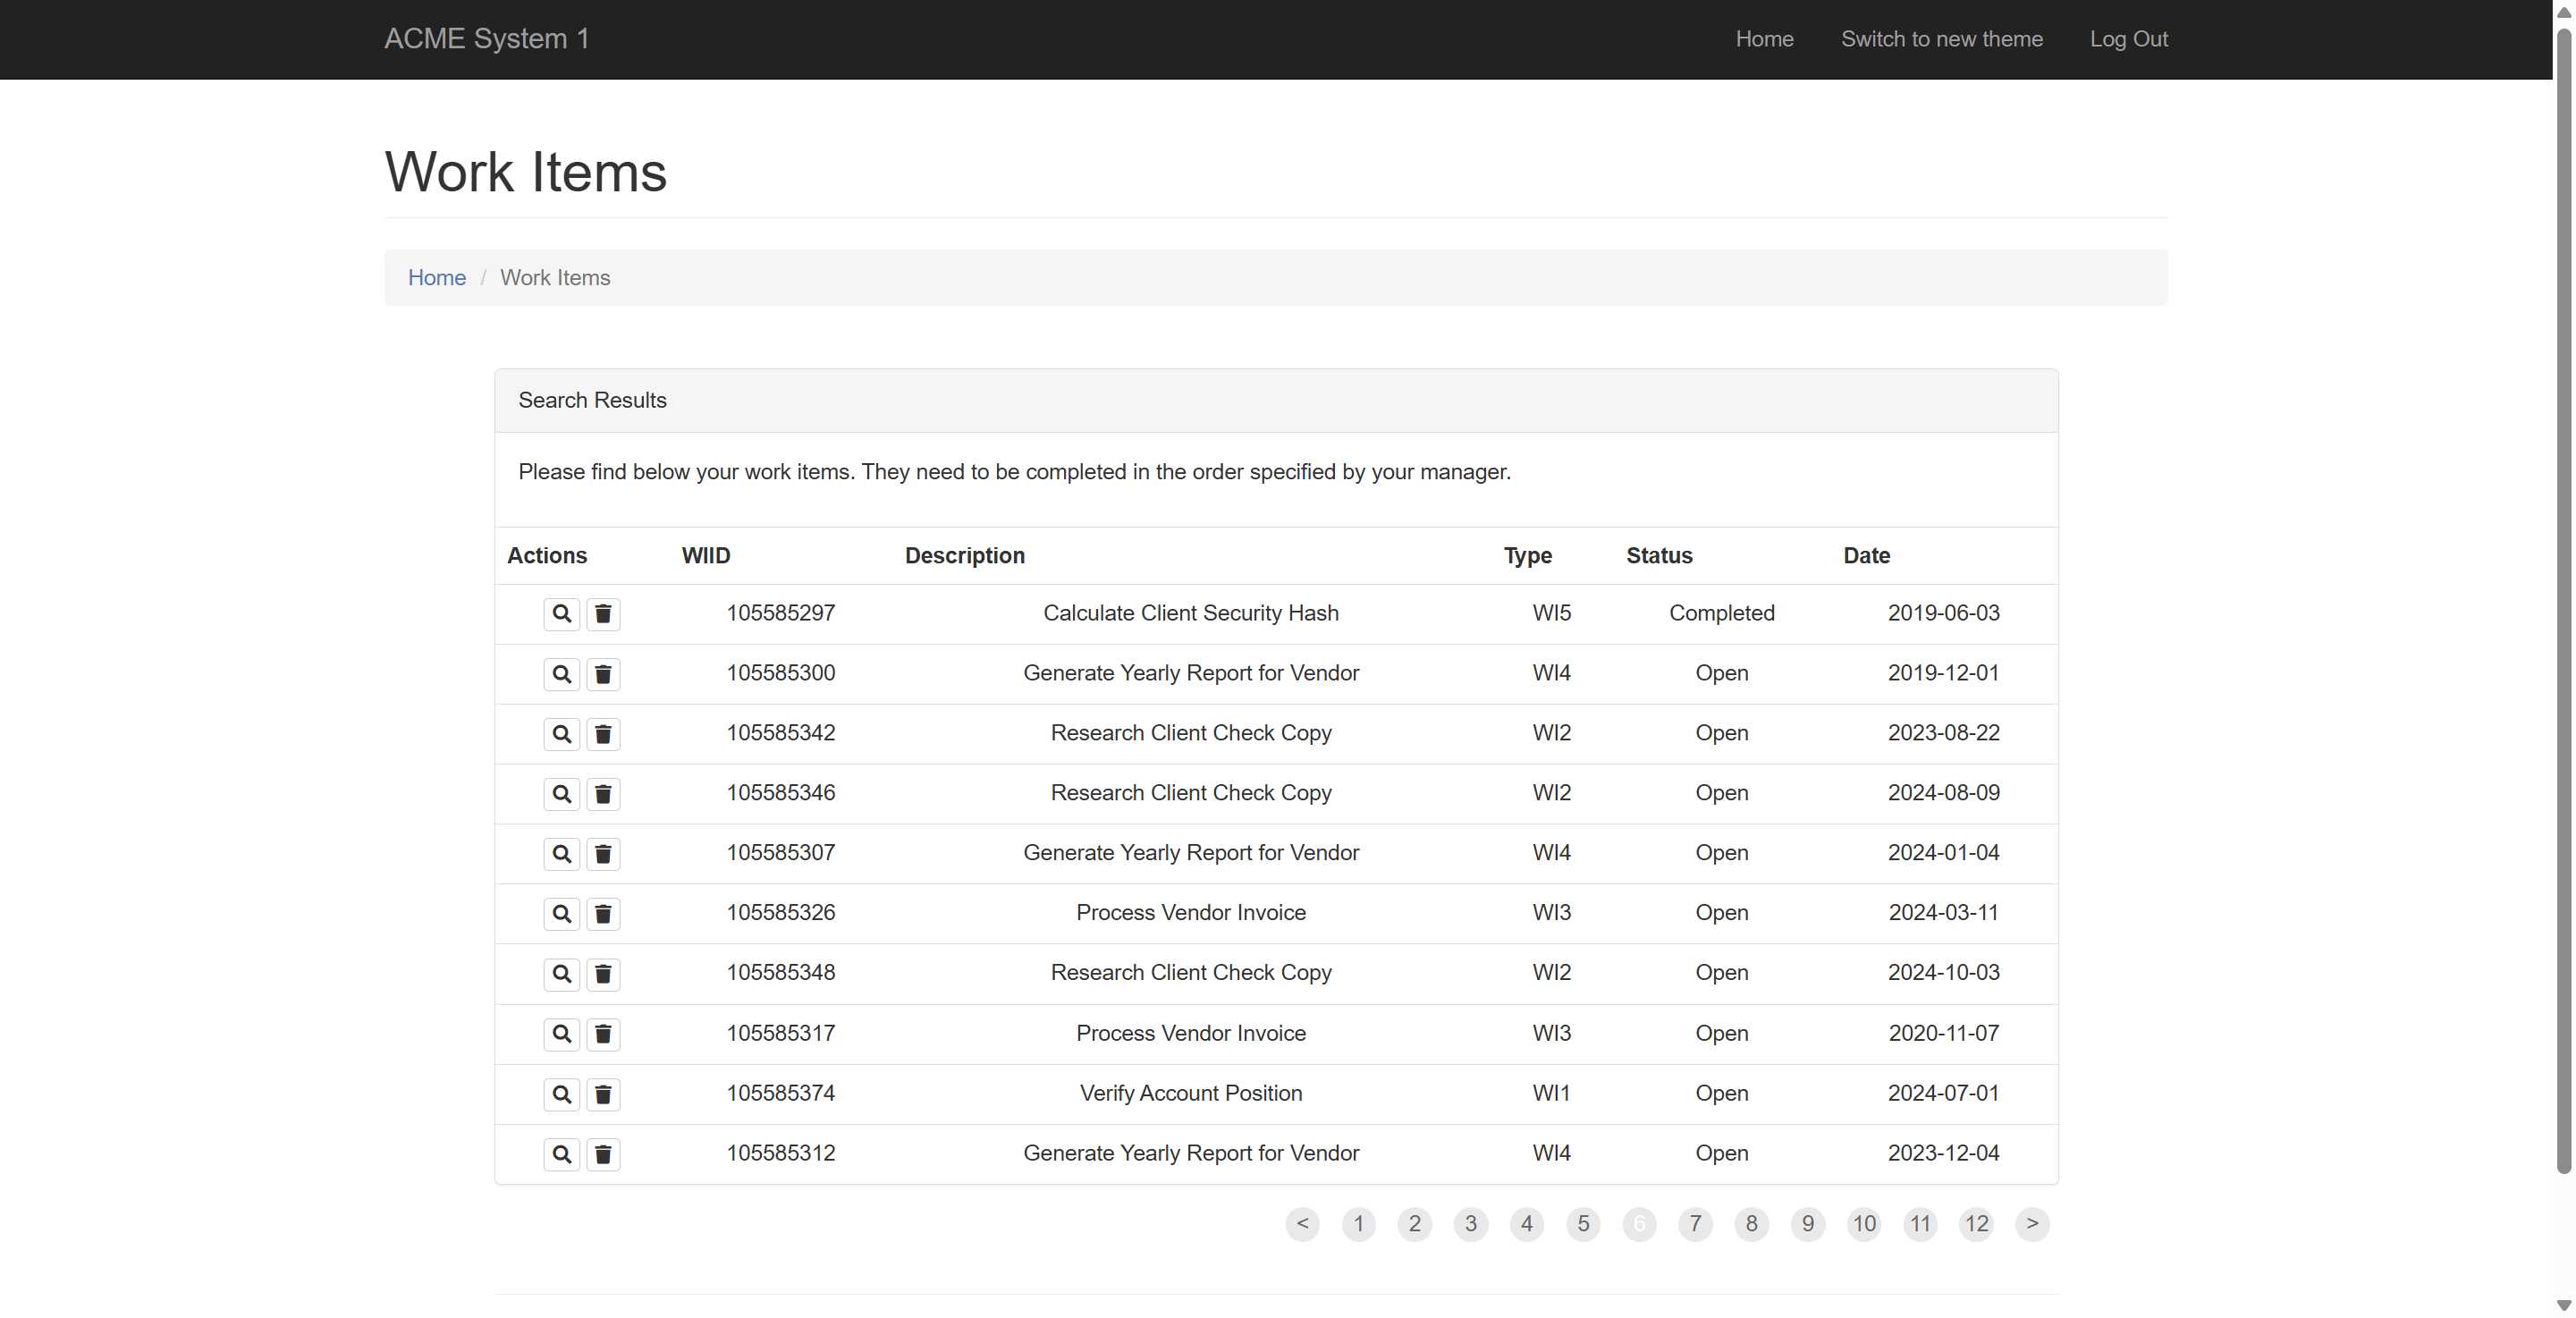 ACME System 1 Home Switch to new theme Log Out
Work Items
Home / Work Items
Search Results
Please find below your work items. They need to be completed in the order specified by your manager.
Actions WIID Description Type Status Date
105585297 Calculate Client Security Hash WI5 Completed 2019-06-03
105585300 Generate Yearly Report for Vendor WI4 Open 2019-12-01
105585342 Research Client Check Copy WI2 Open 2023-08-22
105585346 Research Client Check Copy WI2 Open 2024-08-09
105585307 Generate Yearly Report for Vendor WI4 Open 2024-01-04
105585326 Process Vendor Invoice WI3 Open 2024-03-11
105585348 Research Client Check Copy WI2 Open 2024-10-03
105585317 Process Vendor Invoice WI3 Open 2020-11-07
105585374 Verify Account Position WI1 Open 2024-07-01
105585312 Generate Yearly Report for Vendor WI4 Open 2023-12-04
< 1 2 3 4 5 6 7 8 9 10 11 12 >